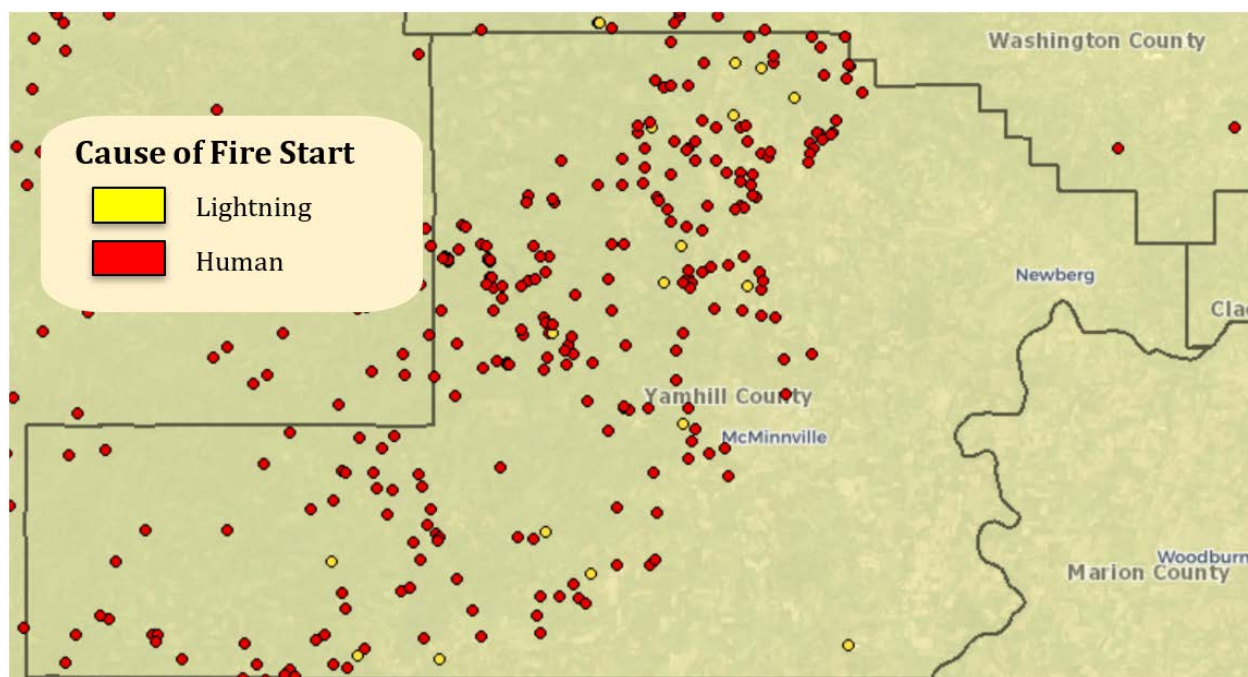 Washington County
Cause of Fire Start
Lightning
Human
Newberg
Yamhill County
McMinnville
Woodburn
Marion County